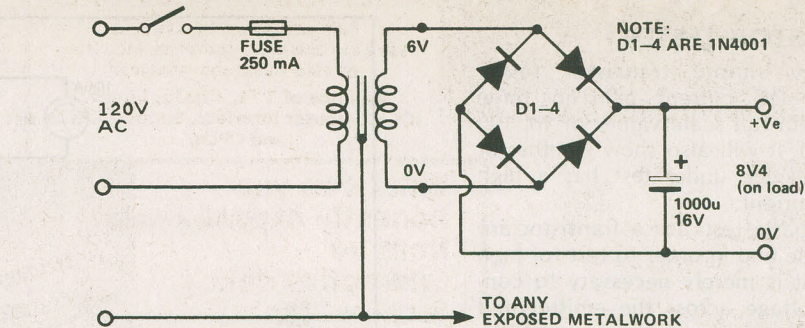 NOTE:
D1–4 ARE 1N4001
FUSE
250 mA
6V
120V
AC
D1–4
+Ve
+
8V4
(on load)
1000u
16V
0V
0V
TO ANY
EXPOSED METALWORK